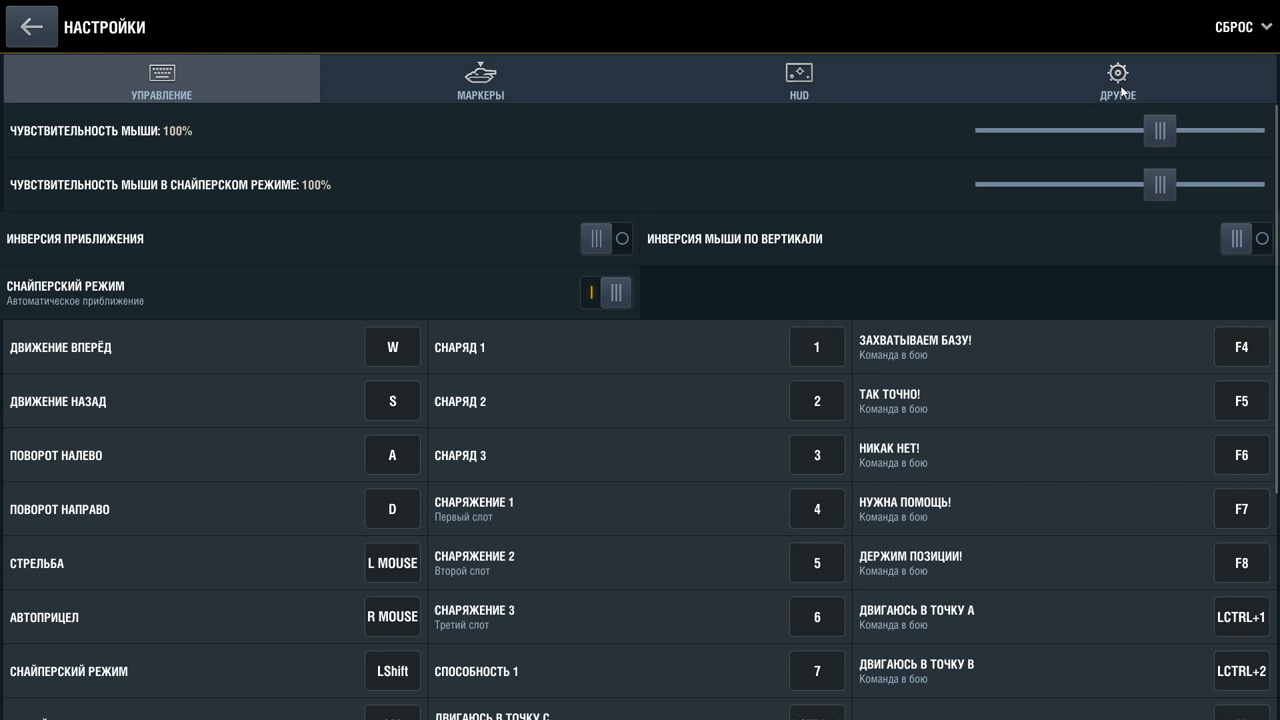 НАСТРОЙКИ
СБРОС
УПРАВЛЕНИЕ
МАРКЕРЫ
HUD
ДРУГОЕ
ЧУВСТВИТЕЛЬНОСТЬ МЫШИ: 100%
ЧУВСТВИТЕЛЬНОСТЬ МЫШИ В СНАЙПЕРСКОМ РЕЖИМЕ: 100%
ИНВЕРСИЯ ПРИБЛИЖЕНИЯ
ИНВЕРСИЯ МЫШИ ПО ВЕРТИКАЛИ
СНАЙПЕРСКИЙ РЕЖИМ
Автоматическое приближение
ДВИЖЕНИЕ ВПЕРЁД
W
СНАРЯД 1
1
ЗАХВАТЫВАЕМ БАЗУ!
Команда в бою
F4
ДВИЖЕНИЕ НАЗАД
S
СНАРЯД 2
2
ТАК ТОЧНО!
Команда в бою
F5
ПОВОРОТ НАЛЕВО
A
СНАРЯД 3
3
НИКАК НЕТ!
Команда в бою
F6
ПОВОРОТ НАПРАВО
D
СНАРЯЖЕНИЕ 1
Первый слот
4
НУЖНА ПОМОЩЬ!
Команда в бою
F7
СТРЕЛЬБА
L MOUSE
СНАРЯЖЕНИЕ 2
Второй слот
5
ДЕРЖИМ ПОЗИЦИИ!
Команда в бою
F8
АВТОПРИЦЕЛ
R MOUSE
СНАРЯЖЕНИЕ 3
Третий слот
6
ДВИГАЮСЬ В ТОЧКУ A
Команда в бою
LCTRL+1
СНАЙПЕРСКИЙ РЕЖИМ
LShift
СПОСОБНОСТЬ 1
7
ДВИГАЮСЬ В ТОЧКУ B
Команда в бою
LCTRL+2
ДВИГАЮСЬ В ТОЧКУ C